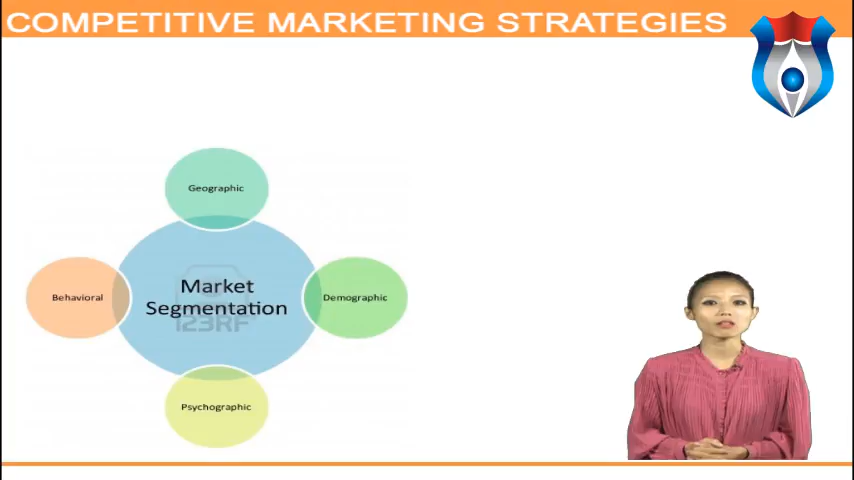 COMPETITIVE MARKETING STRATEGIES
Geographic
Behavioral
Market
Segmentation
Demographic
123RF
Psychographic